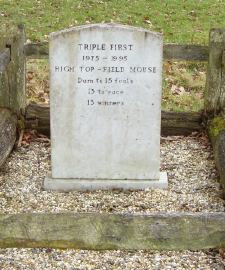 TRIPLE FIRST
1975 - 1995
HIGH TOP - FIELD MOUSE
Dam to 15 foals
13 to race
13 winners